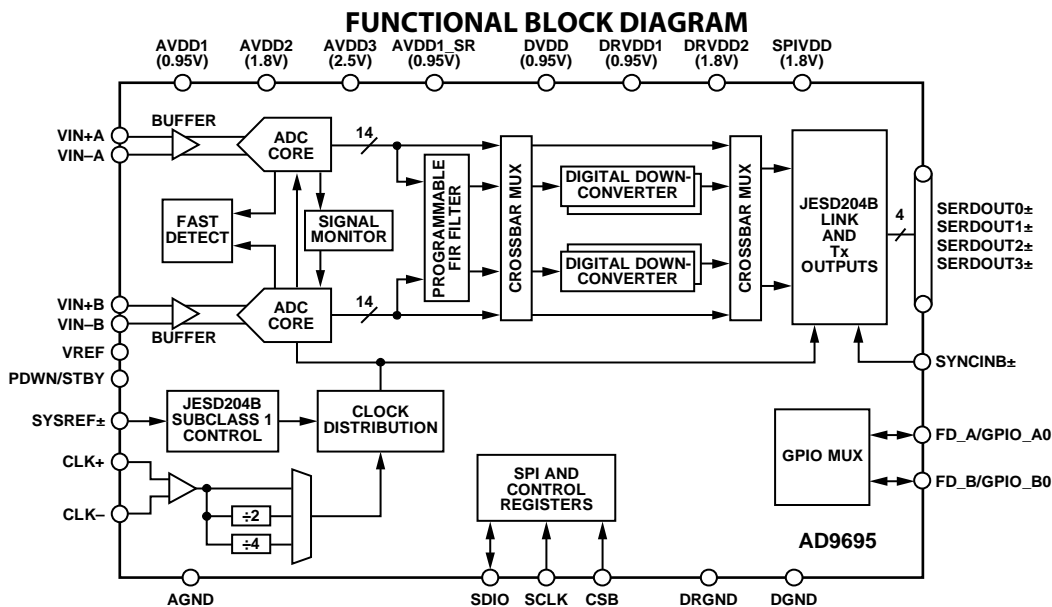 FUNCTIONAL BLOCK DIAGRAM
AVDD1
(0.95V)
AVDD2
(1.8V)
AVDD3
(2.5V)
AVDD1_SR
(0.95V)
DVDD
(0.95V)
DRVDD1
(0.95V)
DRVDD2
(1.8V)
SPIVDD
(1.8V)
VIN+A
VIN–A
BUFFER
ADC
CORE
14
FAST
DETECT
SIGNAL
MONITOR
PROGRAMMABLE
FIR FILTER
CROSSBAR MUX
DIGITAL DOWN-
CONVERTER
DIGITAL DOWN-
CONVERTER
CROSSBAR MUX
JESD204B
LINK
AND
Tx
OUTPUTS
4
SERDOUT0±
SERDOUT1±
SERDOUT2±
SERDOUT3±
VIN+B
VIN–B
BUFFER
ADC
CORE
14
VREF
PDWN/STBY
SYNCINB±
SYSREF±
JESD204B
SUBCLASS 1
CONTROL
CLOCK
DISTRIBUTION
CLK+
CLK–
÷2
÷4
SPI AND
CONTROL
REGISTERS
GPIO MUX
FD_A/GPIO_A0
FD_B/GPIO_B0
AD9695
AGND
SDIO
SCLK
CSB
DRGND
DGND